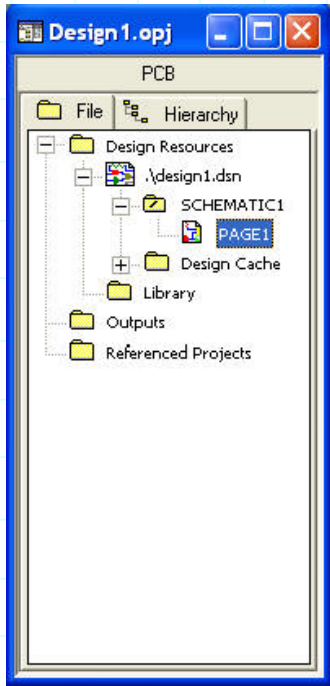 Design1.opj
PCB
File Hierarchy
Design Resources
.\design1.dsn
SCHEMATIC1
PAGE1
Design Cache
Library
Outputs
Referenced Projects